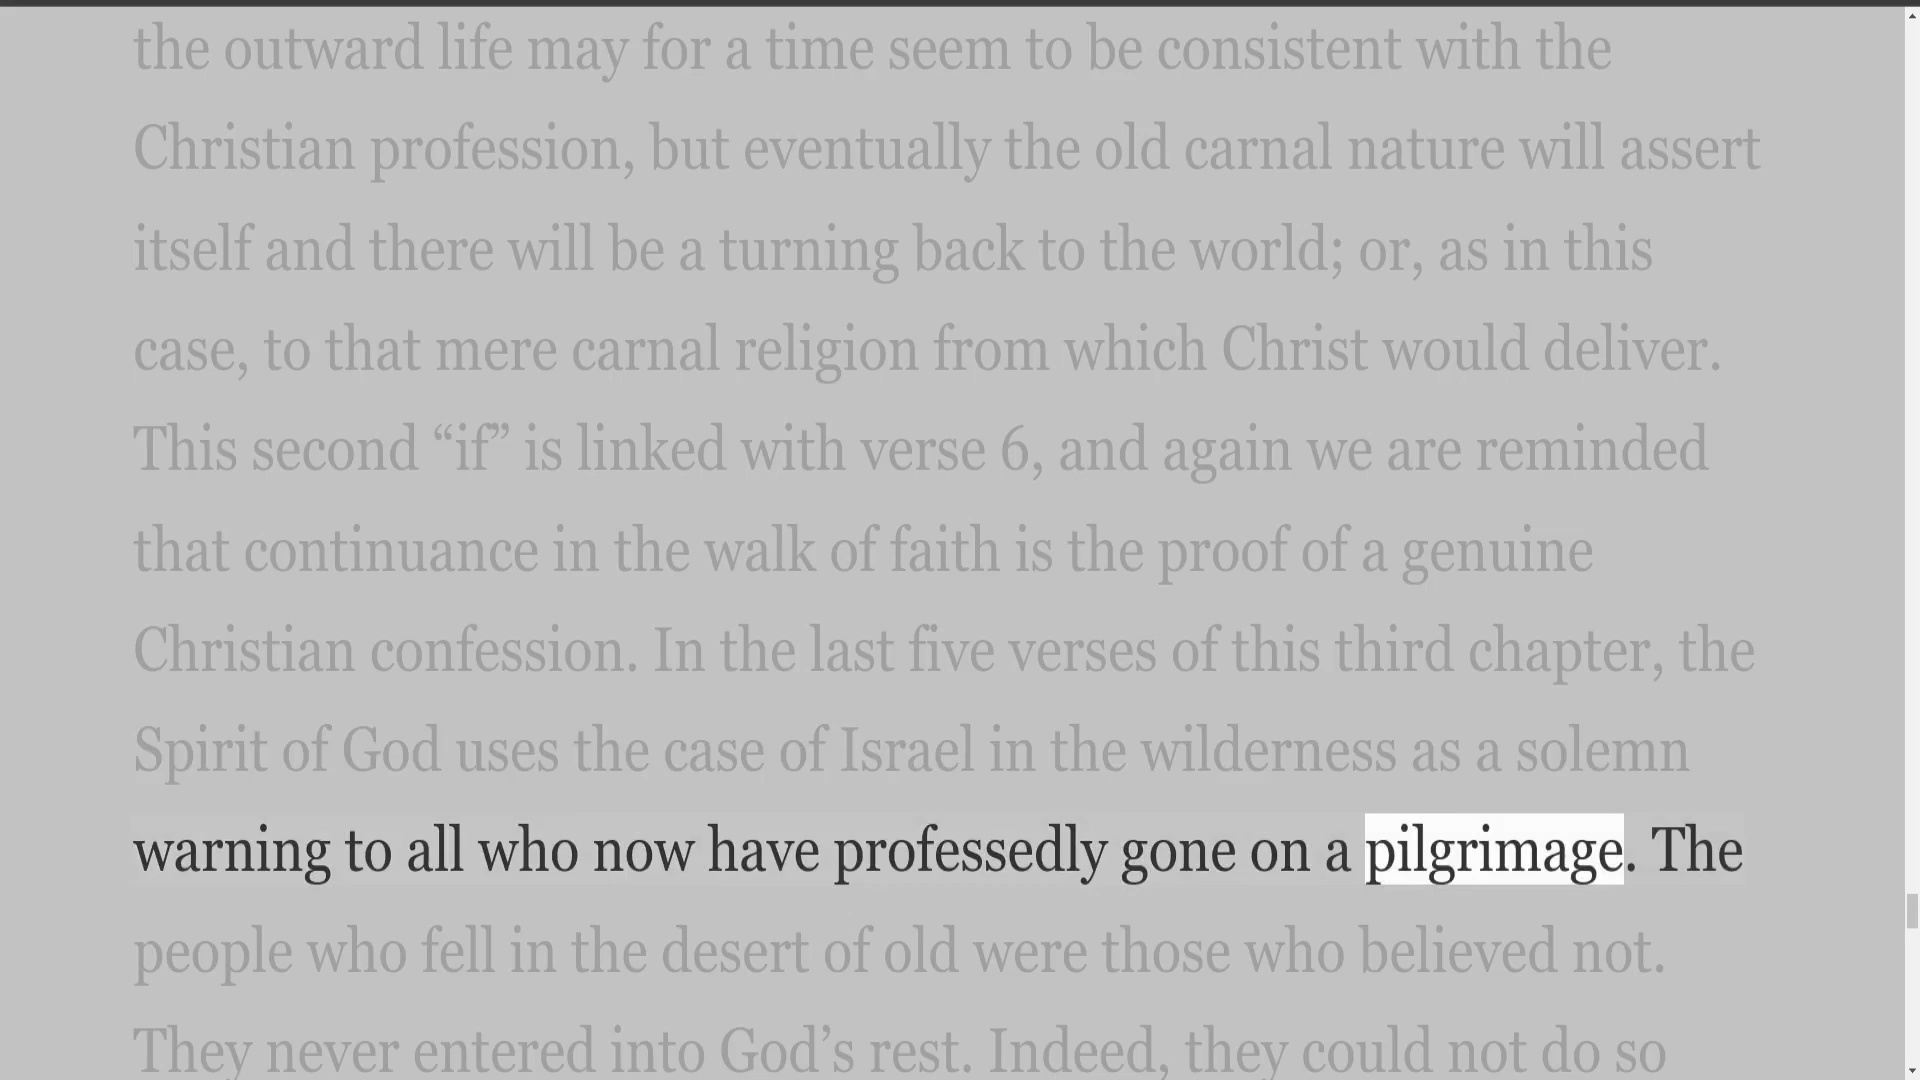 the outward life may for a time seem to be consistent with the
Christian profession, but eventually the old carnal nature will assert
itself and there will be a turning back to the world; or, as in this
case, to that mere carnal religion from which Christ would deliver.
This second “if” is linked with verse 6, and again we are reminded
that continuance in the walk of faith is the proof of a genuine
Christian confession. In the last five verses of this third chapter, the
Spirit of God uses the case of Israel in the wilderness as a solemn
warning to all who now have professedly gone on a pilgrimage. The
people who fell in the desert of old were those who believed not.
They never entered into God’s rest. Indeed, they could not do so